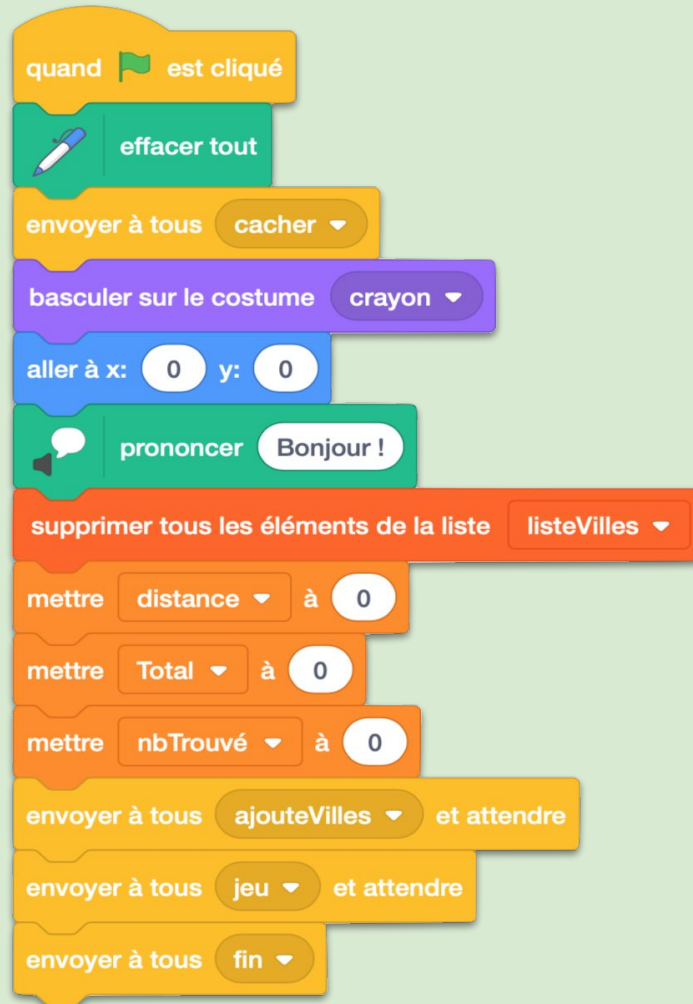 quand est cliqué
effacer tout
envoyer à tous cacher
basculer sur le costume crayon
aller à x: 0 y: 0
prononcer Bonjour !
supprimer tous les éléments de la liste listeVilles
mettre distance à 0
mettre Total à 0
mettre nbTrouvé à 0
envoyer à tous ajouteVilles et attendre
envoyer à tous jeu et attendre
envoyer à tous fin